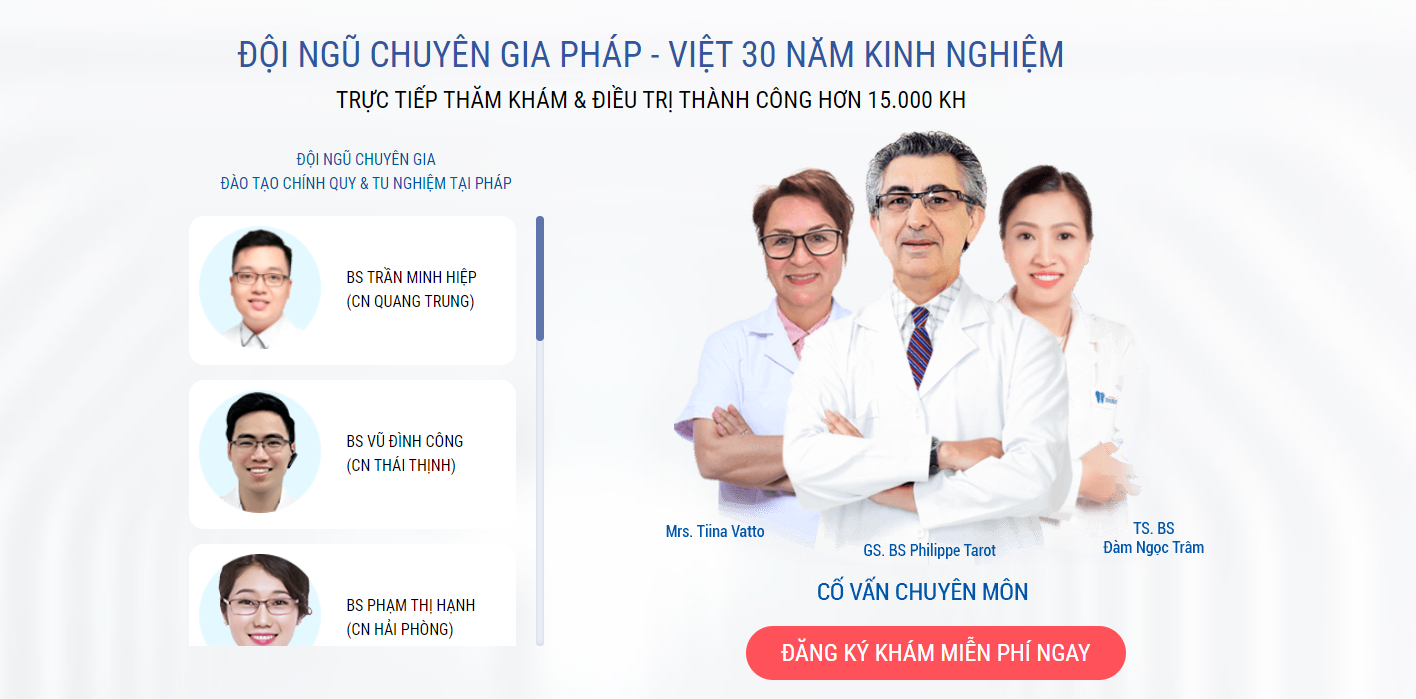 ĐỘI NGŨ CHUYÊN GIA PHÁP - VIỆT 30 NĂM KINH NGHIỆM
TRỰC TIẾP THĂM KHÁM & ĐIỀU TRỊ THÀNH CÔNG HƠN 15.000 KH
ĐỘI NGŨ CHUYÊN GIA
ĐÀO TẠO CHÍNH QUY & TU NGHIỆM TẠI PHÁP
BS TRẦN MINH HIỆP
(CN QUANG TRUNG)
BS VŨ ĐÌNH CÔNG
(CN THÁI THỊNH)
BS PHẠM THỊ HẠNH
(CN HẢI PHÒNG)
Mrs. Tiina Vatto
GS. BS Philippe Tarot
TS. BS
Đàm Ngọc Trâm
CỐ VẤN CHUYÊN MÔN
ĐĂNG KÝ KHÁM MIỄN PHÍ NGAY